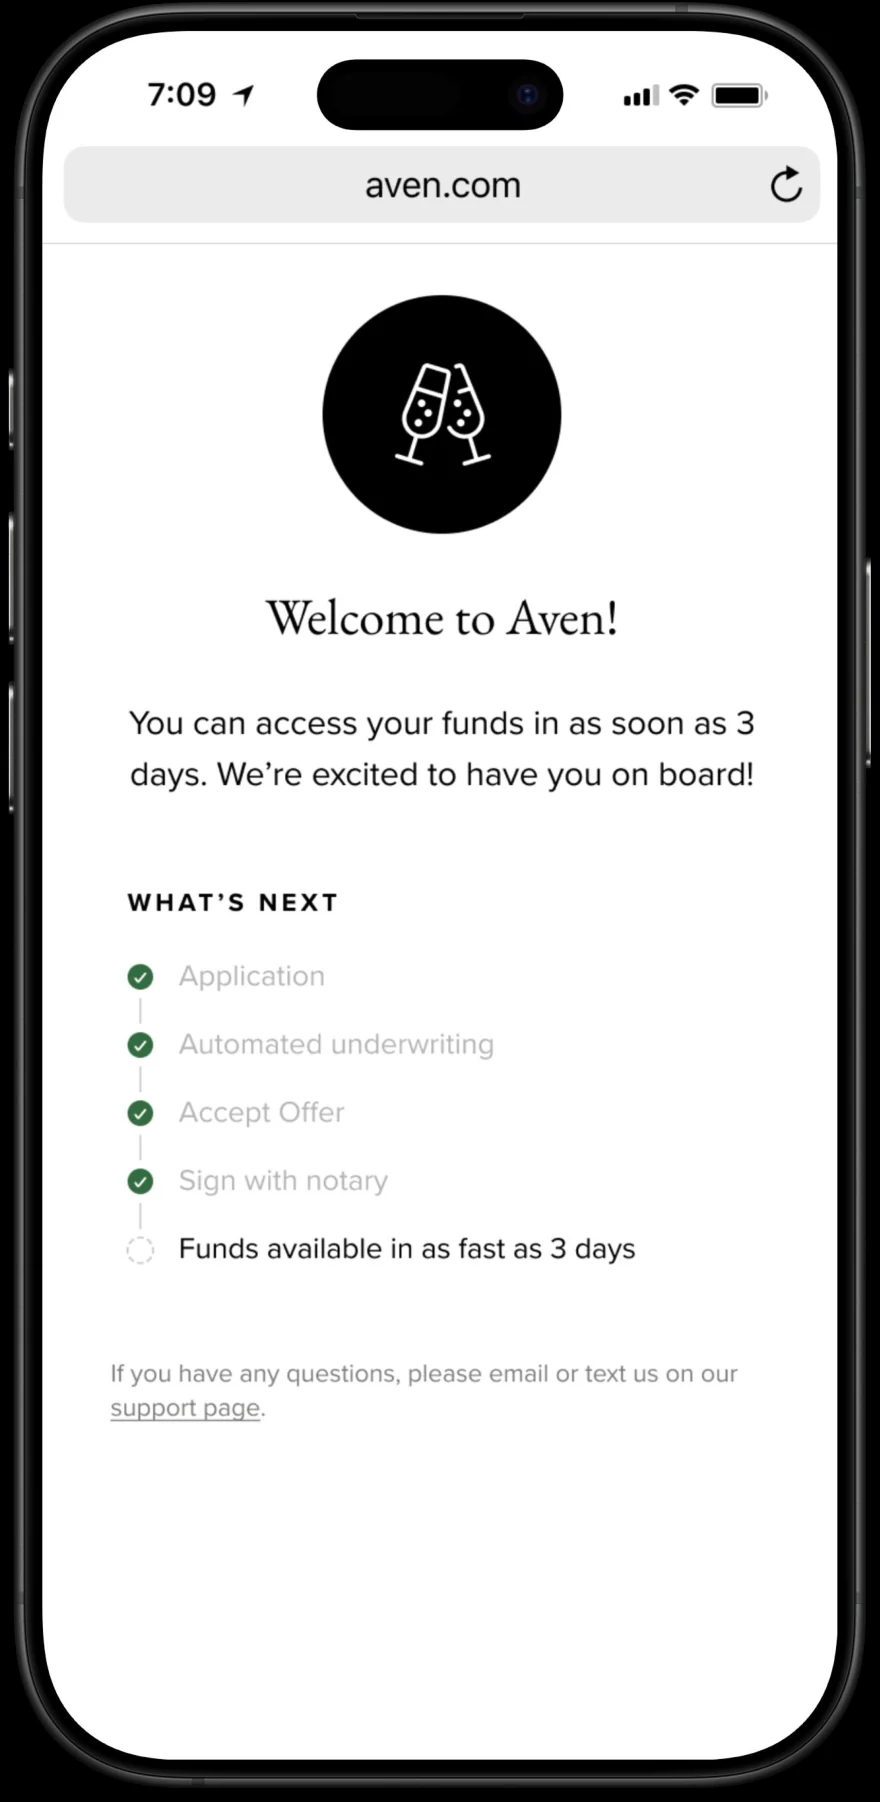 7:09
aven.com
Welcome to Aven!
You can access your funds in as soon as 3
days. We’re excited to have you on board!
WHAT’S NEXT
Application
Automated underwriting
Accept Offer
Sign with notary
Funds available in as fast as 3 days
If you have any questions, please email or text us on our
support page.